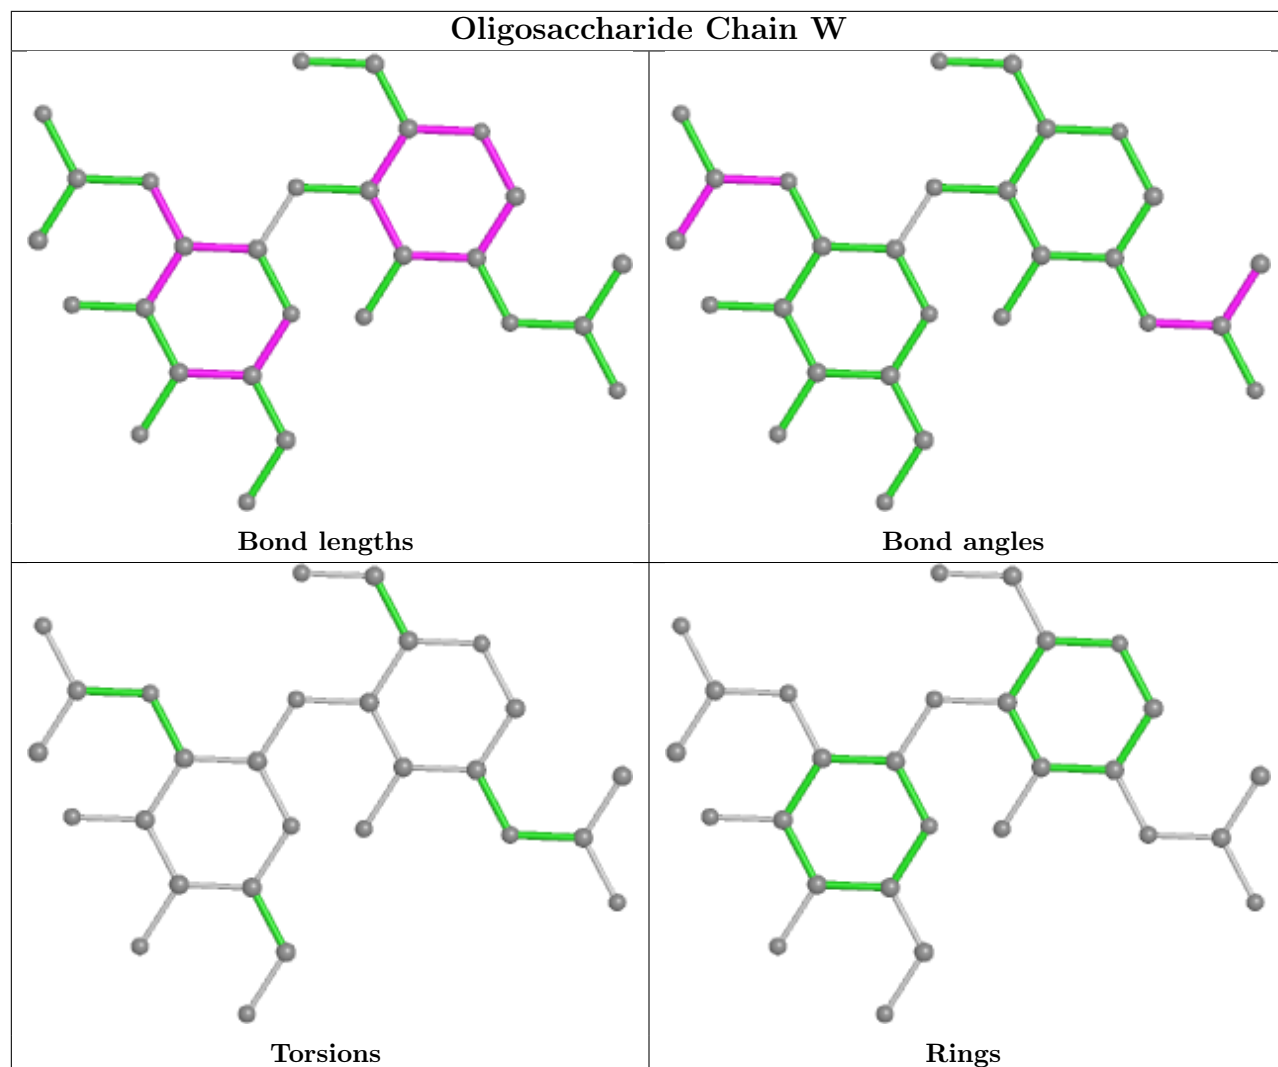 Oligosaccharide Chain W
Bond lengths
Bond angles
Torsions
Rings